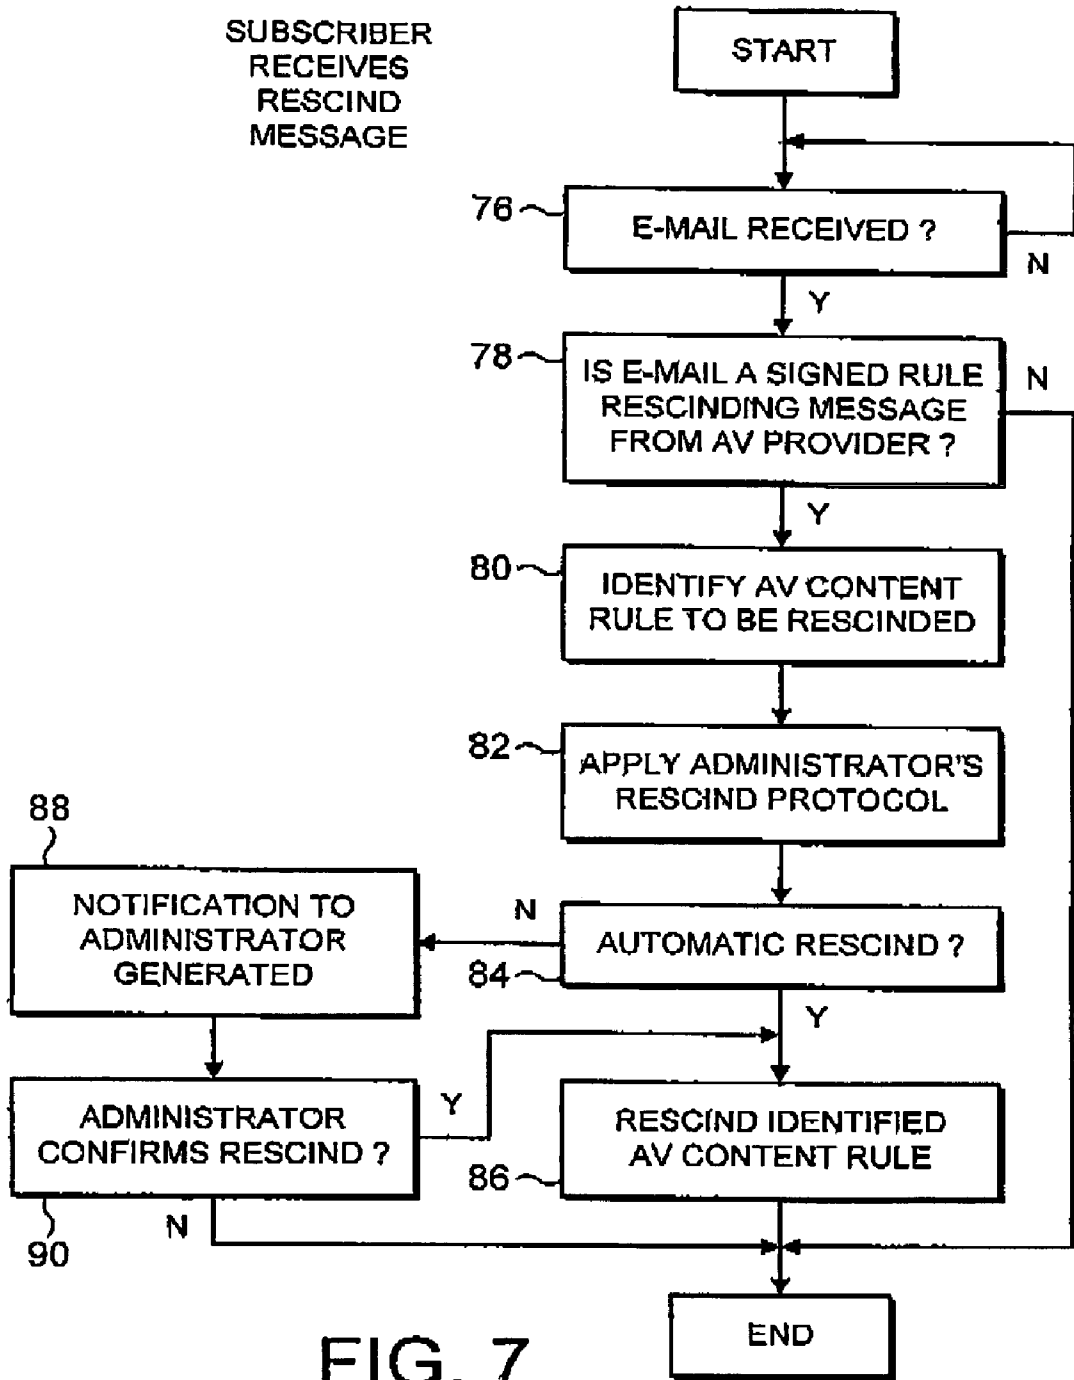 SUBSCRIBER
RECEIVES
RESCIND
MESSAGE
START
76
E-MAIL RECEIVED ?
N
Y
78
IS E-MAIL A SIGNED RULE
RESCINDING MESSAGE
FROM AV PROVIDER ?
N
Y
80
IDENTIFY AV CONTENT
RULE TO BE RESCINDED
82
APPLY ADMINISTRATOR'S
RESCIND PROTOCOL
88
NOTIFICATION TO
ADMINISTRATOR
GENERATED
N
AUTOMATIC RESCIND ?
84
Y
ADMINISTRATOR
CONFIRMS RESCIND ?
Y
90
N
RESCIND IDENTIFIED
AV CONTENT RULE
86
END
FIG. 7